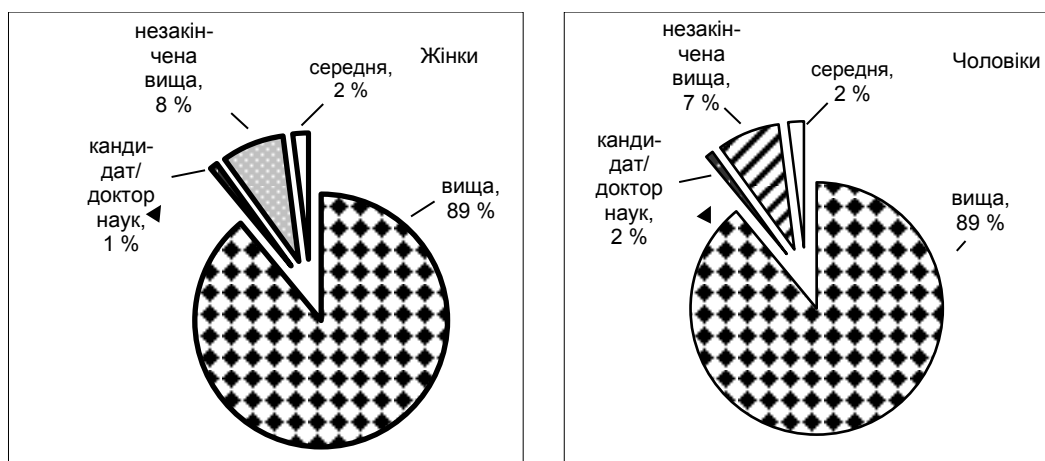 Жінки
незакін-
чена
вища,
8 %
середня,
2 %
канди-
дат/
доктор
наук,
1 %
вища,
89 %
Чоловіки
незакін-
чена
вища,
7 %
середня,
2 %
канди-
дат/
доктор
наук,
2 %
вища,
89 %